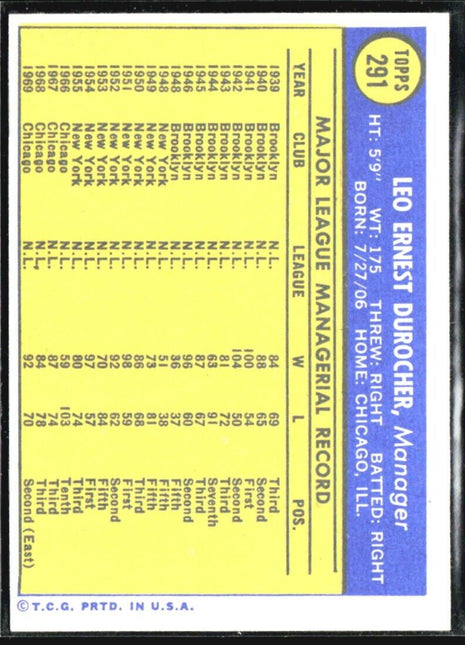 TOPPS
291
LEO ERNEST DUROCHER, Manager
HT: 5'9" WT: 175 THREW: RIGHT BATTED: RIGHT
BORN: 7/27/06 HOME: CHICAGO, ILL.
MAJOR LEAGUE MANAGERIAL RECORD
YEAR CLUB LEAGUE W L POS.
1939 Brooklyn N.L. 84 69 Third
1940 Brooklyn N.L. 88 65 Second
1941 Brooklyn N.L. 100 54 First
1942 Brooklyn N.L. 104 50 Second
1943 Brooklyn N.L. 81 72 Third
1944 Brooklyn N.L. 63 91 Seventh
1945 Brooklyn N.L. 87 67 Third
1946 Brooklyn N.L. 96 60 Second
1948 Brooklyn N.L. 36 37 Fifth
1948 New York N.L. 51 38 Fifth
1949 New York N.L. 73 81 Fifth
1950 New York N.L. 86 68 Third
1951 New York N.L. 98 59 First
1952 New York N.L. 92 62 Second
1953 New York N.L. 70 84 Fifth
1954 New York N.L. 97 57 First
1955 New York N.L. 80 74 Third
1966 Chicago N.L. 59 103 Tenth
1967 Chicago N.L. 87 74 Third
1968 Chicago N.L. 84 78 Third
1969 Chicago N.L. 92 70 Second (East)
© T.C.G. PRTD. IN U.S.A.